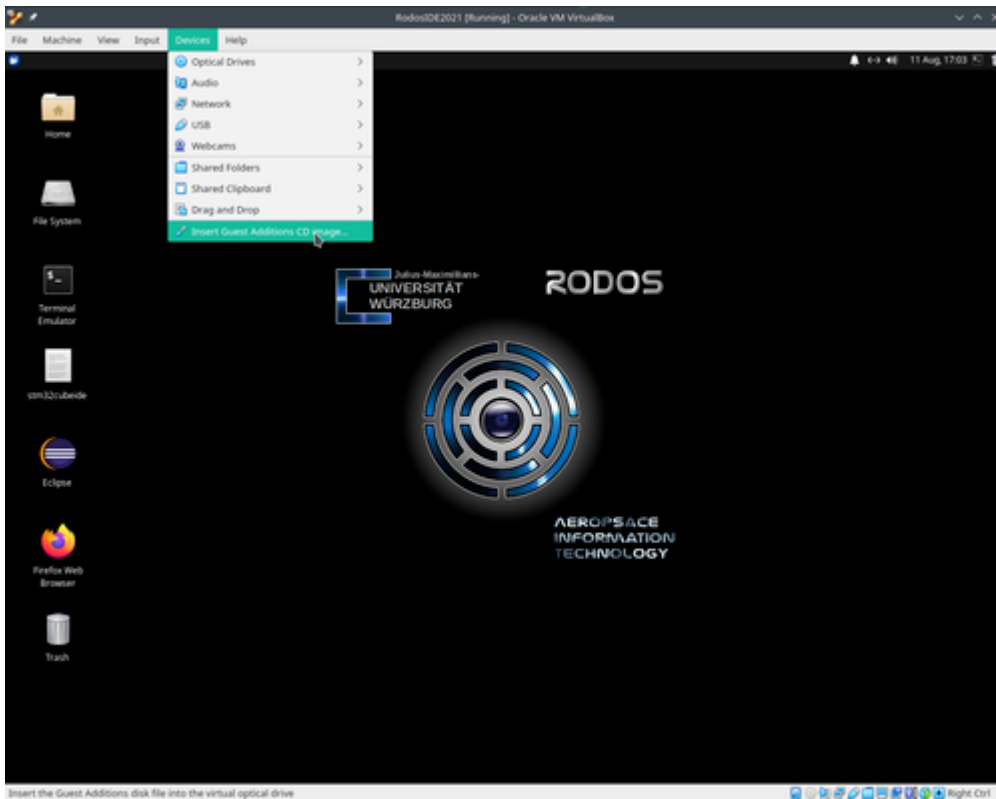 RodosIDE2021 [Running] - Oracle VM VirtualBox
File Machine View Input Devices Help
11 Aug, 17:03
Optical Drives
Audio
Network
USB
Webcams
Shared Folders
Shared Clipboard
Drag and Drop
Insert Guest Additions CD image...
Home
File System
Terminal
Emulator
stm32cubeide
Eclipse
Firefox Web
Browser
Trash
Julius-Maximilians-
UNIVERSITÄT
WÜRZBURG
RODOS
AEROPSACE
INFORMATION
TECHNOLOGY
Insert the Guest Additions disk file into the virtual optical drive
Right Ctrl